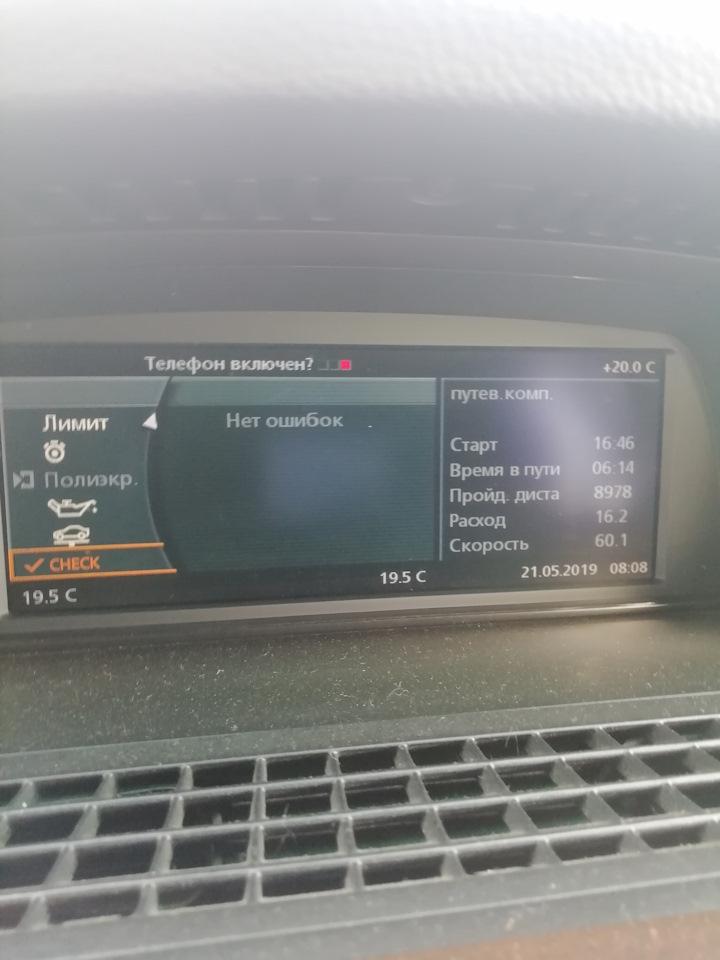 Телефон включен?
+20.0 C
Лимит
Полиэкр.
CHECK
Нет ошибок
путев.комп.
Старт 16:46
Время в пути 06:14
Пройд. диста 8978
Расход 16.2
Скорость 60.1
19.5 C
19.5 C
21.05.2019 08:08